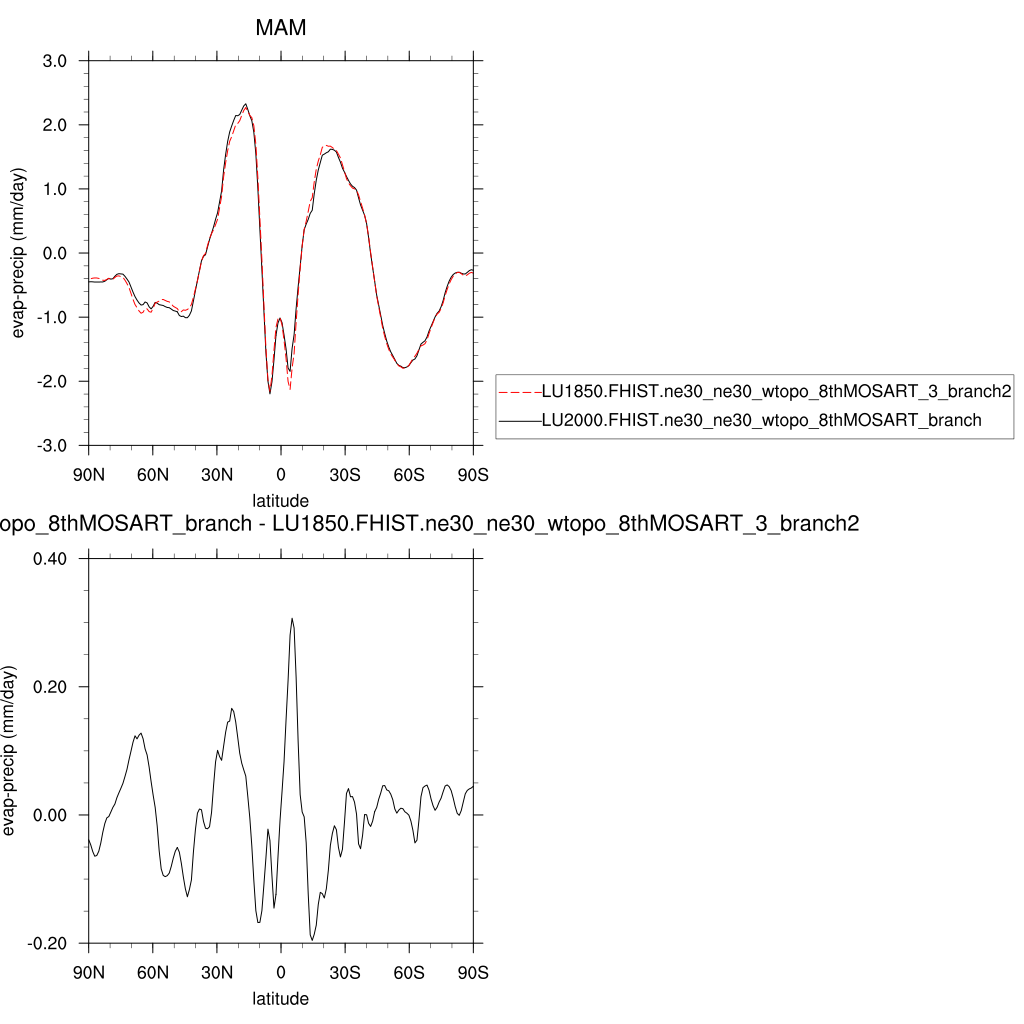 MAM
3.0
2.0
1.0
0.0
-1.0
-2.0
-3.0
evap-precip (mm/day)
90N 60N 30N 0 30S 60S 90S
latitude
LU1850.FHIST.ne30_ne30_wtopo_8thMOSART_3_branch2
LU2000.FHIST.ne30_ne30_wtopo_8thMOSART_branch
opo_8thMOSART_branch - LU1850.FHIST.ne30_ne30_wtopo_8thMOSART_3_branch2
0.40
0.20
0.00
-0.20
evap-precip (mm/day)
90N 60N 30N 0 30S 60S 90S
latitude